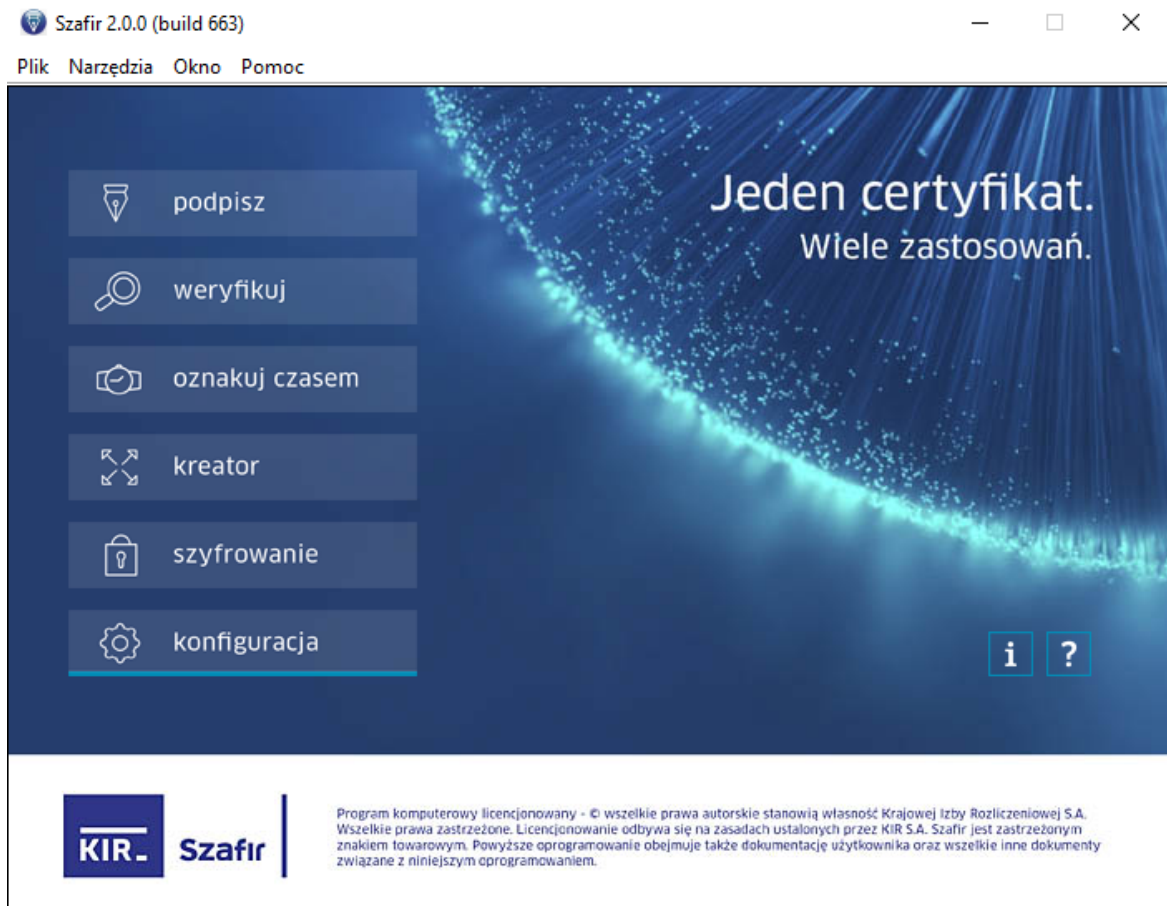 Szafir 2.0.0 (build 663)
Plik Narzędzia Okno Pomoc
podpisz
weryfikuj
oznakuj czasem
kreator
szyfrowanie
konfiguracja
Jeden certyfikat.
Wiele zastosowań.
i ?
KIR
Szafir
Program komputerowy licencjonowany - © wszelkie prawa autorskie stanowią własność Krajowej Izby Rozliczeniowej S.A.
Wszelkie prawa zastrzeżone. Licencjonowanie odbywa się na zasadach ustalonych przez KIR S.A. Szafir jest zastrzeżonym
znakiem towarowym. Powyższe oprogramowanie obejmuje także dokumentację użytkownika oraz wszelkie inne dokumenty
związane z niniejszym oprogramowaniem.